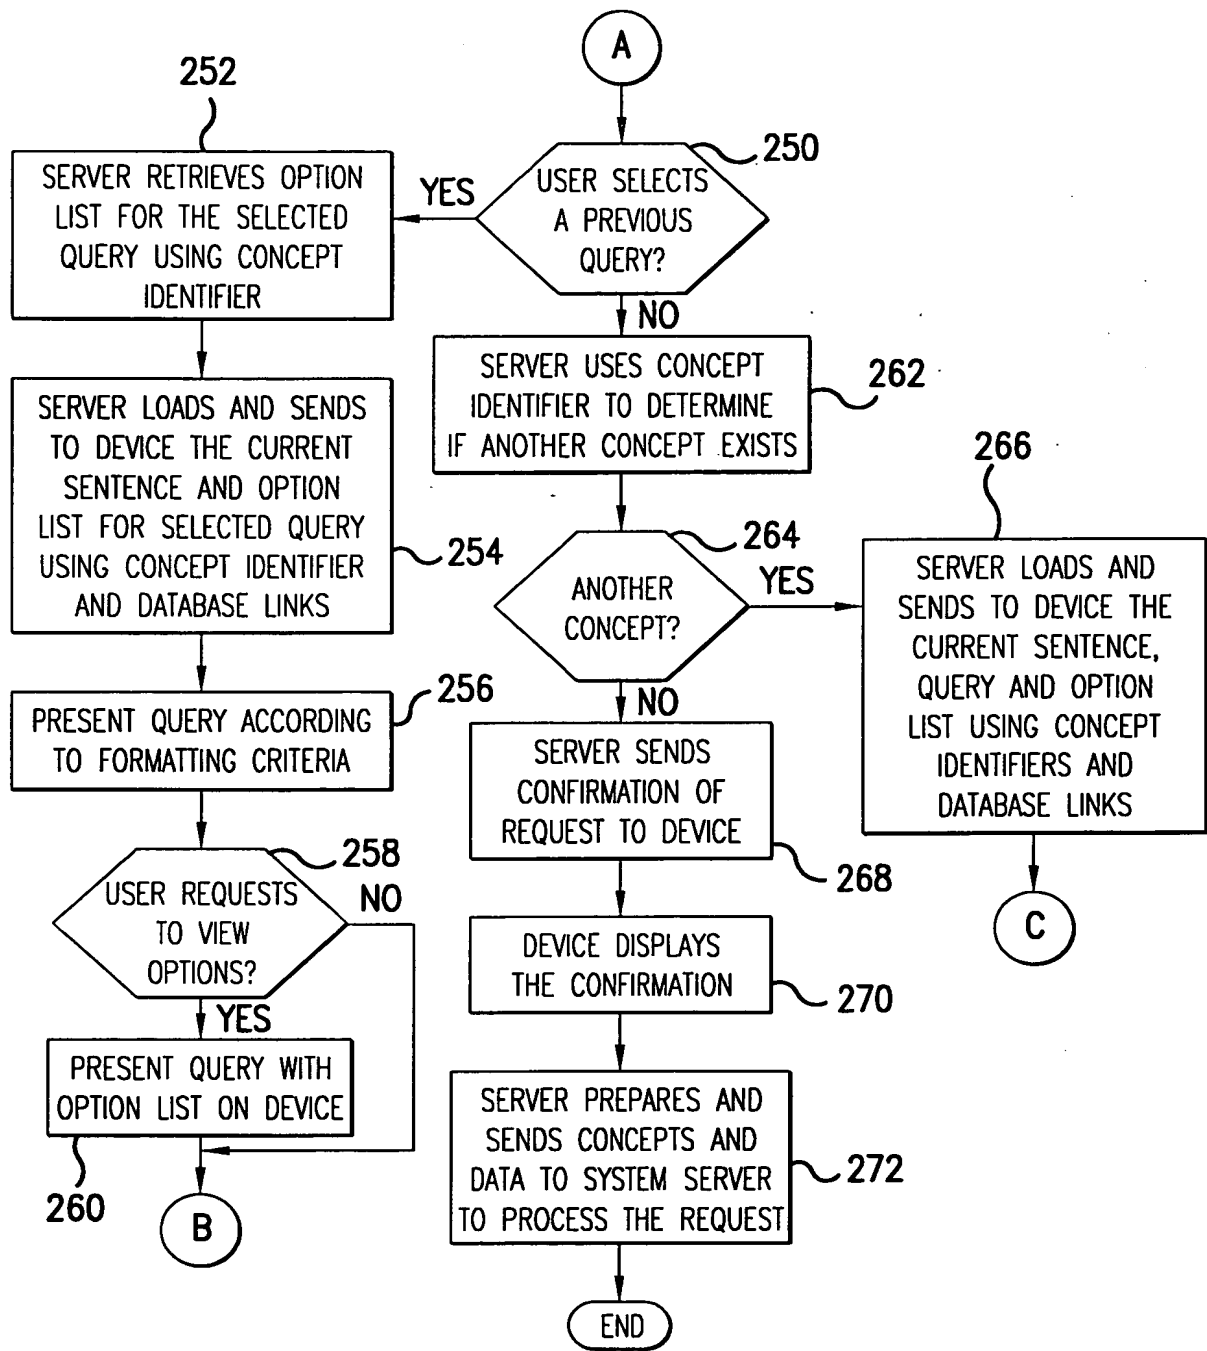 A
250
USER SELECTS
A PREVIOUS
QUERY?
YES
252
SERVER RETRIEVES OPTION
LIST FOR THE SELECTED
QUERY USING CONCEPT
IDENTIFIER
SERVER LOADS AND SENDS
TO DEVICE THE CURRENT
SENTENCE AND OPTION
LIST FOR SELECTED QUERY
USING CONCEPT IDENTIFIER
AND DATABASE LINKS
254
PRESENT QUERY ACCORDING
TO FORMATTING CRITERIA
256
USER REQUESTS
TO VIEW
OPTIONS?
258
NO
YES
PRESENT QUERY WITH
OPTION LIST ON DEVICE
260
B
NO
SERVER USES CONCEPT
IDENTIFIER TO DETERMINE
IF ANOTHER CONCEPT EXISTS
262
ANOTHER
CONCEPT?
264
YES
266
SERVER LOADS AND
SENDS TO DEVICE THE
CURRENT SENTENCE,
QUERY AND OPTION
LIST USING CONCEPT
IDENTIFIERS AND
DATABASE LINKS
C
NO
SERVER SENDS
CONFIRMATION OF
REQUEST TO DEVICE
268
DEVICE DISPLAYS
THE CONFIRMATION
270
SERVER PREPARES AND
SENDS CONCEPTS AND
DATA TO SYSTEM SERVER
TO PROCESS THE REQUEST
272
END